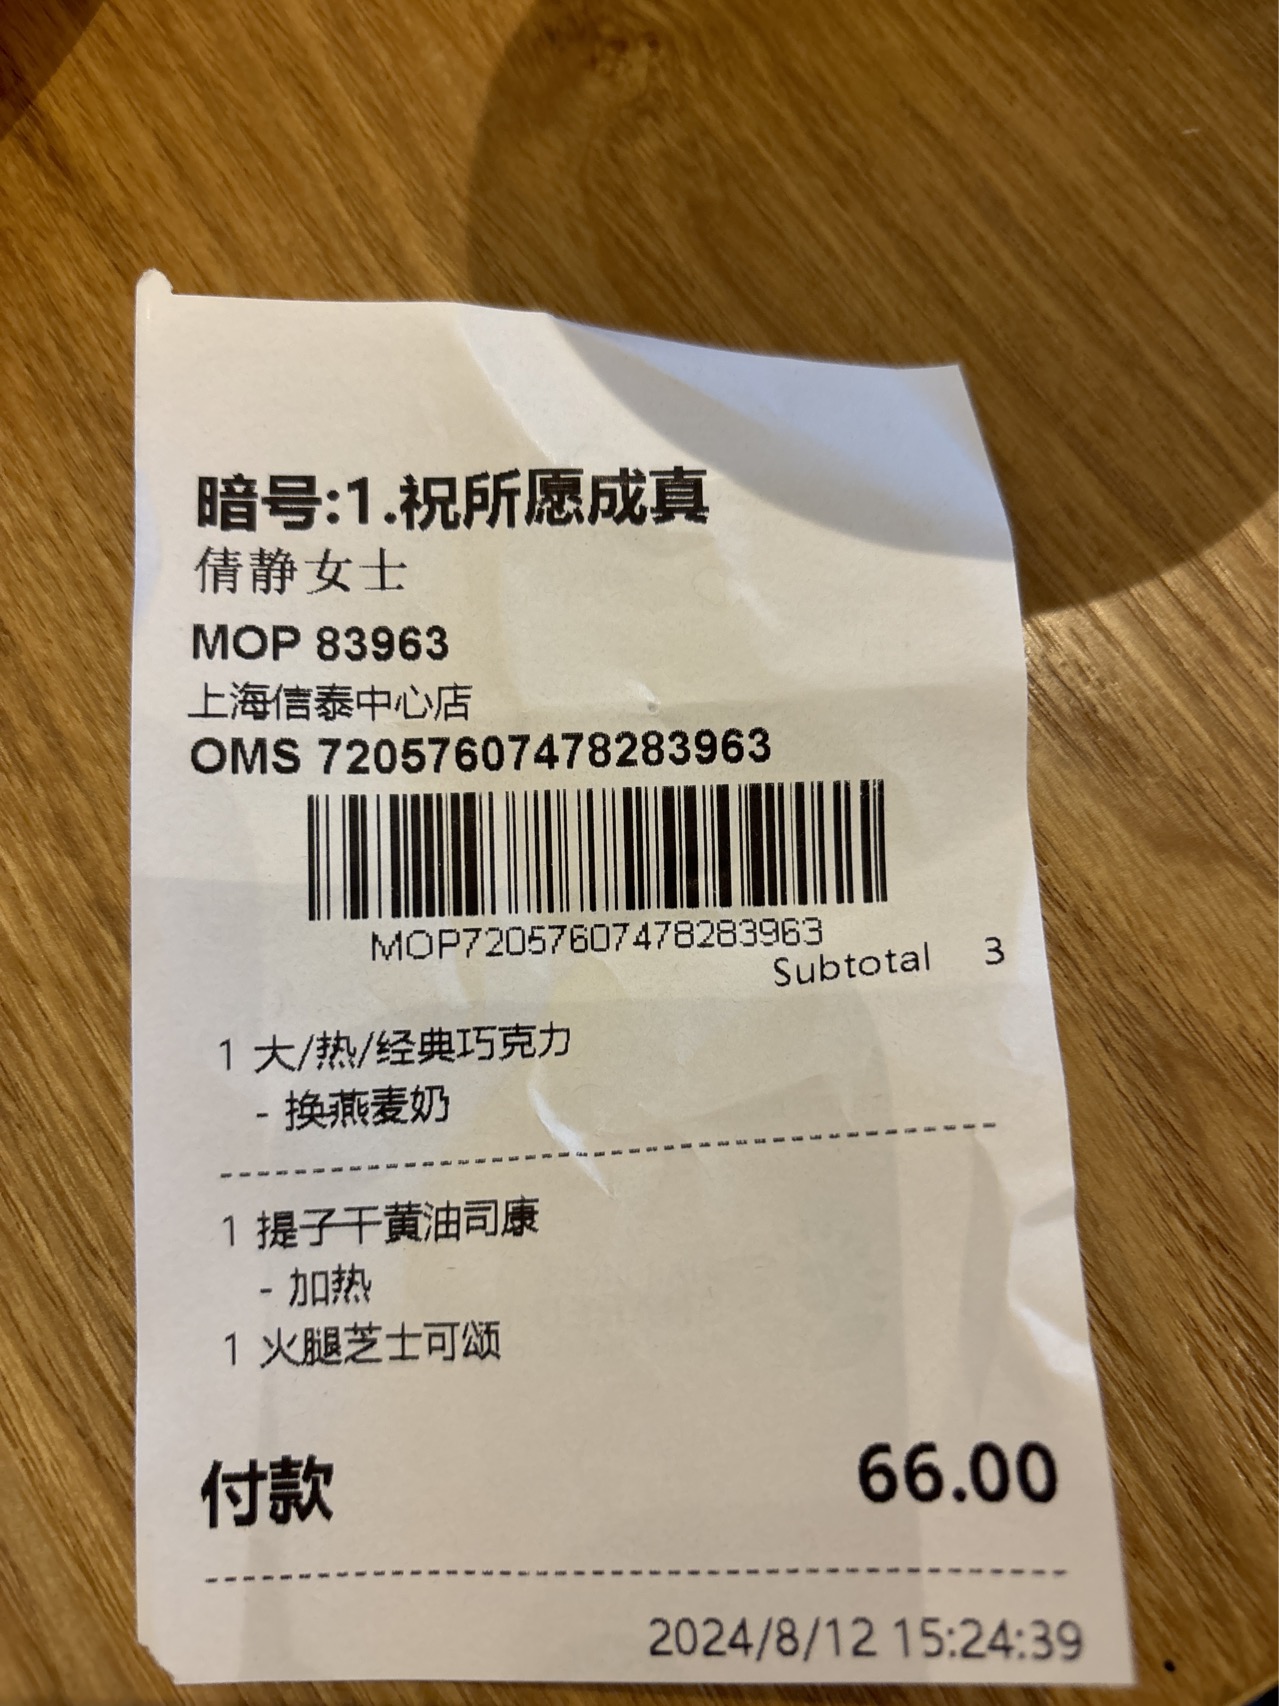 暗号:1.祝所愿成真
倩静女士
MOP 83963
上海信泰中心店
OMS 72057607478283963
MOP72057607478283963
Subtotal 3
1 大/热/经典巧克力
- 换燕麦奶
1 提子干黄油司康
- 加热
1 火腿芝士可颂
付款 66.00
2024/8/12 15:24:39